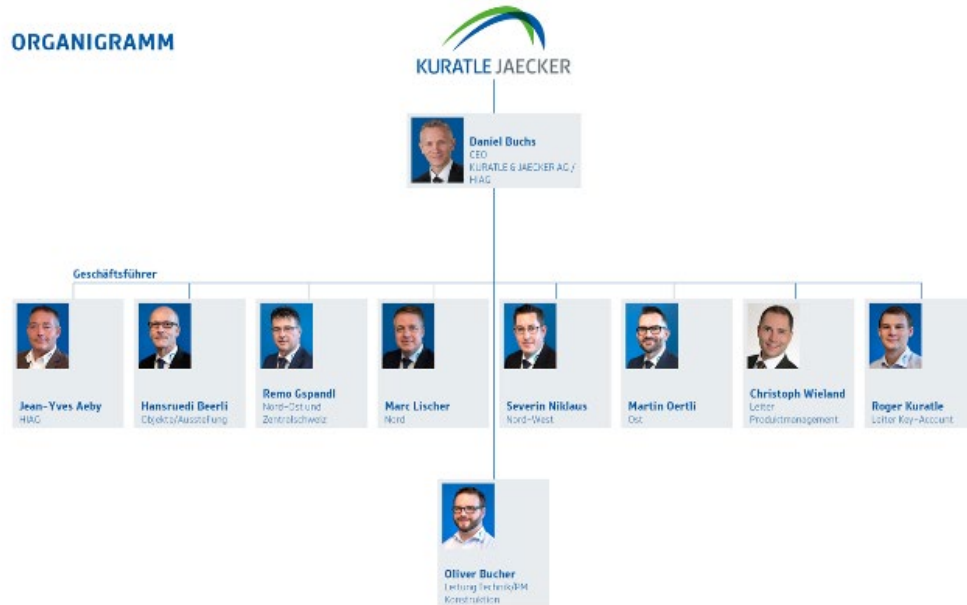 ORGANIGRAMM
KURATLE JAECKER
Daniel Buchs
CEO
KURATLE & JAECKER AG /
HIAG
Geschäftsführer
Jean-Yves Aeby
HIAG
Hansruedi Beerli
Objekte/Ausstellung
Remo Gspandl
Nord-Ost und
Zentralschweiz
Marc Lischer
Nord
Severin Niklaus
Nord-West
Martin Oertli
Ost
Christoph Wieland
Leiter
Produktmanagement
Roger Kuratle
Leiter Key-Account
Oliver Bucher
Leitung Technik/PM
Konstruktion